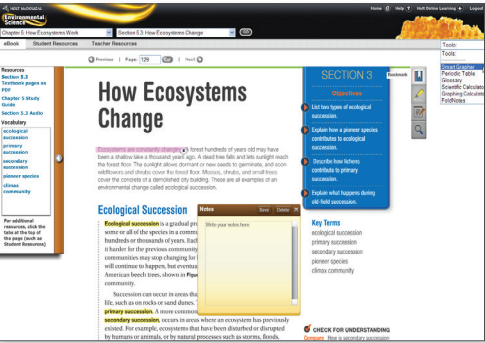 HOLT McDOUGAL
Home Help ? Holt Online Learning Logout
Environmental
Science
Chapter 5: How Ecosystems Work
Section 5.3 How Ecosystems Change
GO
eBook Student Resources Teacher Resources
Previous | Page: 129 GO | Next
Tools:
Tools:
Smart Grapher
Periodic Table
Glossary
Scientific Calculator
Graphing Calculator
FoldNotes
Bookmark
Resources
Section 5.3
Textbook pages as
PDF
Chapter 5 Study
Guide
Section 5.3 Audio
Vocabulary
ecological
succession
primary
succession
secondary
succession
pioneer species
climax
community
For additional
resources, click the
tabs at the top of
the page (such as
Student Resources)
How Ecosystems
Change
Ecosystems are constantly changing. A forest hundreds of years old may have
been a shallow lake a thousand years ago. A dead tree falls and lets sunlight reach
the forest floor. The sunlight allows dormant or new seeds to germinate, and soon
wildflowers and shrubs cover the forest floor. Mosses, shrubs, and small trees
cover the concrete of a demolished city building. These are all examples of an
environmental change called ecological succession.
Ecological Succession
Ecological succession is a gradual pro
some or all of the species in a commu
hundreds or thousands of years. Each
it harder for the previous community
communities may stop changing for
will continue to happen, but eventua
American beech trees, shown in Figu
community.
Succession can occur in areas that
life, such as on rocks or sand dunes.
primary succession. A more common
secondary succession, occurs in areas where an ecosystem has previously
existed. For example, ecosystems that have been disturbed or disrupted
by humans or animals, or by natural processes such as storms, floods,
Notes Save Delete X
Write your notes here
SECTION 3
Objectives
List two types of ecological
succession.
Explain how a pioneer species
contributes to ecological
succession.
Describe how lichens
contribute to primary
succession.
Explain what happens during
old-field succession.
Key Terms
ecological succession
primary succession
secondary succession
pioneer species
climax community
CHECK FOR UNDERSTANDING
Compare How is secondary succession